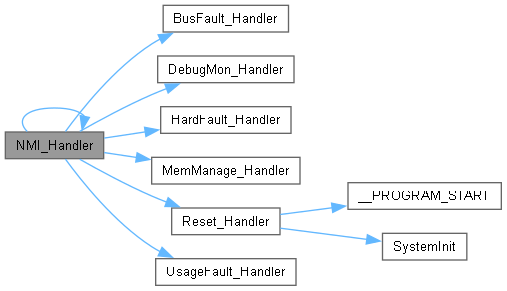 BusFault_Handler
DebugMon_Handler
HardFault_Handler
NMI_Handler
MemManage_Handler
__PROGRAM_START
Reset_Handler
SystemInit
UsageFault_Handler